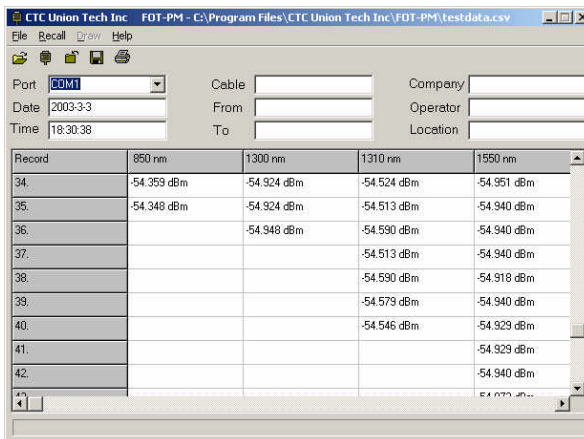 CTC Union Tech Inc FOT-PM - C:\Program Files\CTC Union Tech Inc\FOT-PM\testdata.csv
File Recall Draw Help
Port COM1 Cable Company
Date 2003-3-3 From Operator
Time 18:30:38 To Location
Record 850 nm 1300 nm 1310 nm 1550 nm
34. -54.359 dBm -54.924 dBm -54.524 dBm -54.951 dBm
35. -54.348 dBm -54.924 dBm -54.513 dBm -54.940 dBm
36. -54.948 dBm -54.590 dBm -54.940 dBm
37. -54.513 dBm -54.940 dBm
38. -54.590 dBm -54.918 dBm
39. -54.579 dBm -54.940 dBm
40. -54.546 dBm -54.929 dBm
41. -54.929 dBm
42. -54.940 dBm